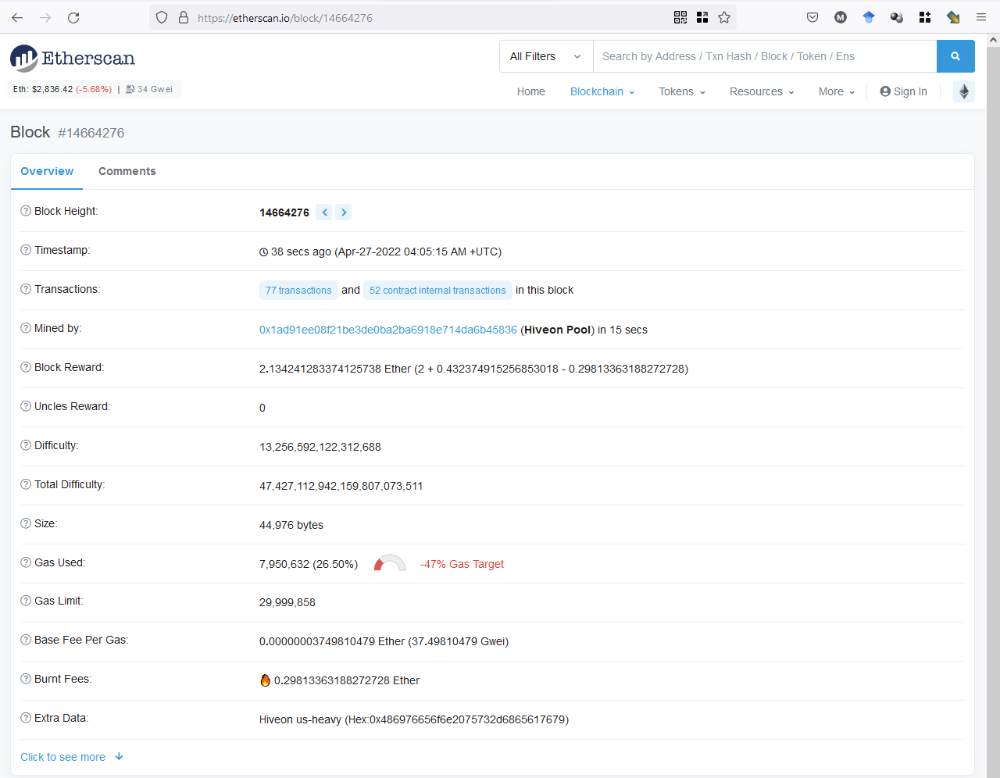 https://etherscan.io/block/14664276
M
Etherscan
All Filters
Search by Address / Txn Hash / Block / Token / Ens
Eth: $2,836.42 (-5.68%) | 34 Gwei
Home Blockchain Tokens Resources More Sign In
Block #14664276
Overview Comments
Block Height: 14664276
Timestamp: 38 secs ago (Apr-27-2022 04:05:15 AM +UTC)
Transactions: 77 transactions and 52 contract internal transactions in this block
Mined by: 0x1ad91ee08f21be3de0ba2ba6918e714da6b45836 (Hiveon Pool) in 15 secs
Block Reward: 2.134241283374125738 Ether (2 + 0.432374915256853018 - 0.29813363188272728)
Uncles Reward: 0
Difficulty: 13,256,592,122,312,688
Total Difficulty: 47,427,112,942,159,807,073,511
Size: 44,976 bytes
Gas Used: 7,950,632 (26.50%) -47% Gas Target
Gas Limit: 29,999,858
Base Fee Per Gas: 0.00000003749810479 Ether (37.49810479 Gwei)
Burnt Fees: 0.29813363188272728 Ether
Extra Data: Hiveon us-heavy (Hex:0x486976656f6e2075732d6865617679)
Click to see more